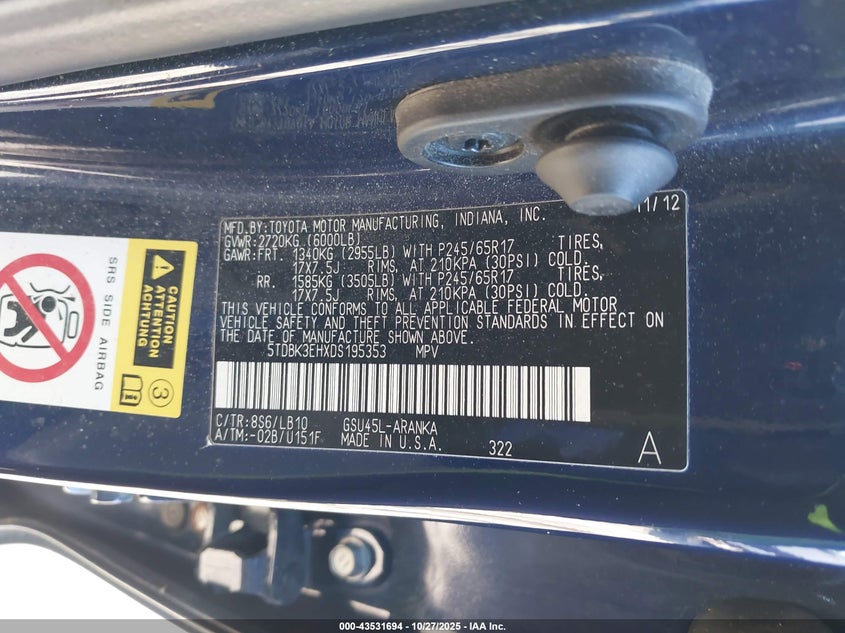 11/12
MFD.BY:TOYOTA MOTOR MANUFACTURING, INDIANA, INC.
GVWR:2720KG (6000LB)
GAWR:FRT. 1340KG (2955LB) WITH P245/65R17 TIRES,
17X7.5J RIMS, AT 210KPA (30PSI) COLD.
RR. 1585KG (3505LB) WITH P245/65R17 TIRES,
17X7.5J RIMS, AT 210KPA (30PSI) COLD.
THIS VEHICLE CONFORMS TO ALL APPLICABLE FEDERAL MOTOR
VEHICLE SAFETY AND THEFT PREVENTION STANDARDS IN EFFECT ON
THE DATE OF MANUFACTURE SHOWN ABOVE.
5TDBK3EHXDS195353 MPV
C/TR:8S6/LB10 GSU45L-ARANKA
A/TM:-02B/U151F MADE IN U.S.A. 322 A
SRS SIDE AIRBAG
CAUTION
ATTENTION
ACHTUNG
3
000-43531694 - 10/27/2025 - IAA Inc.